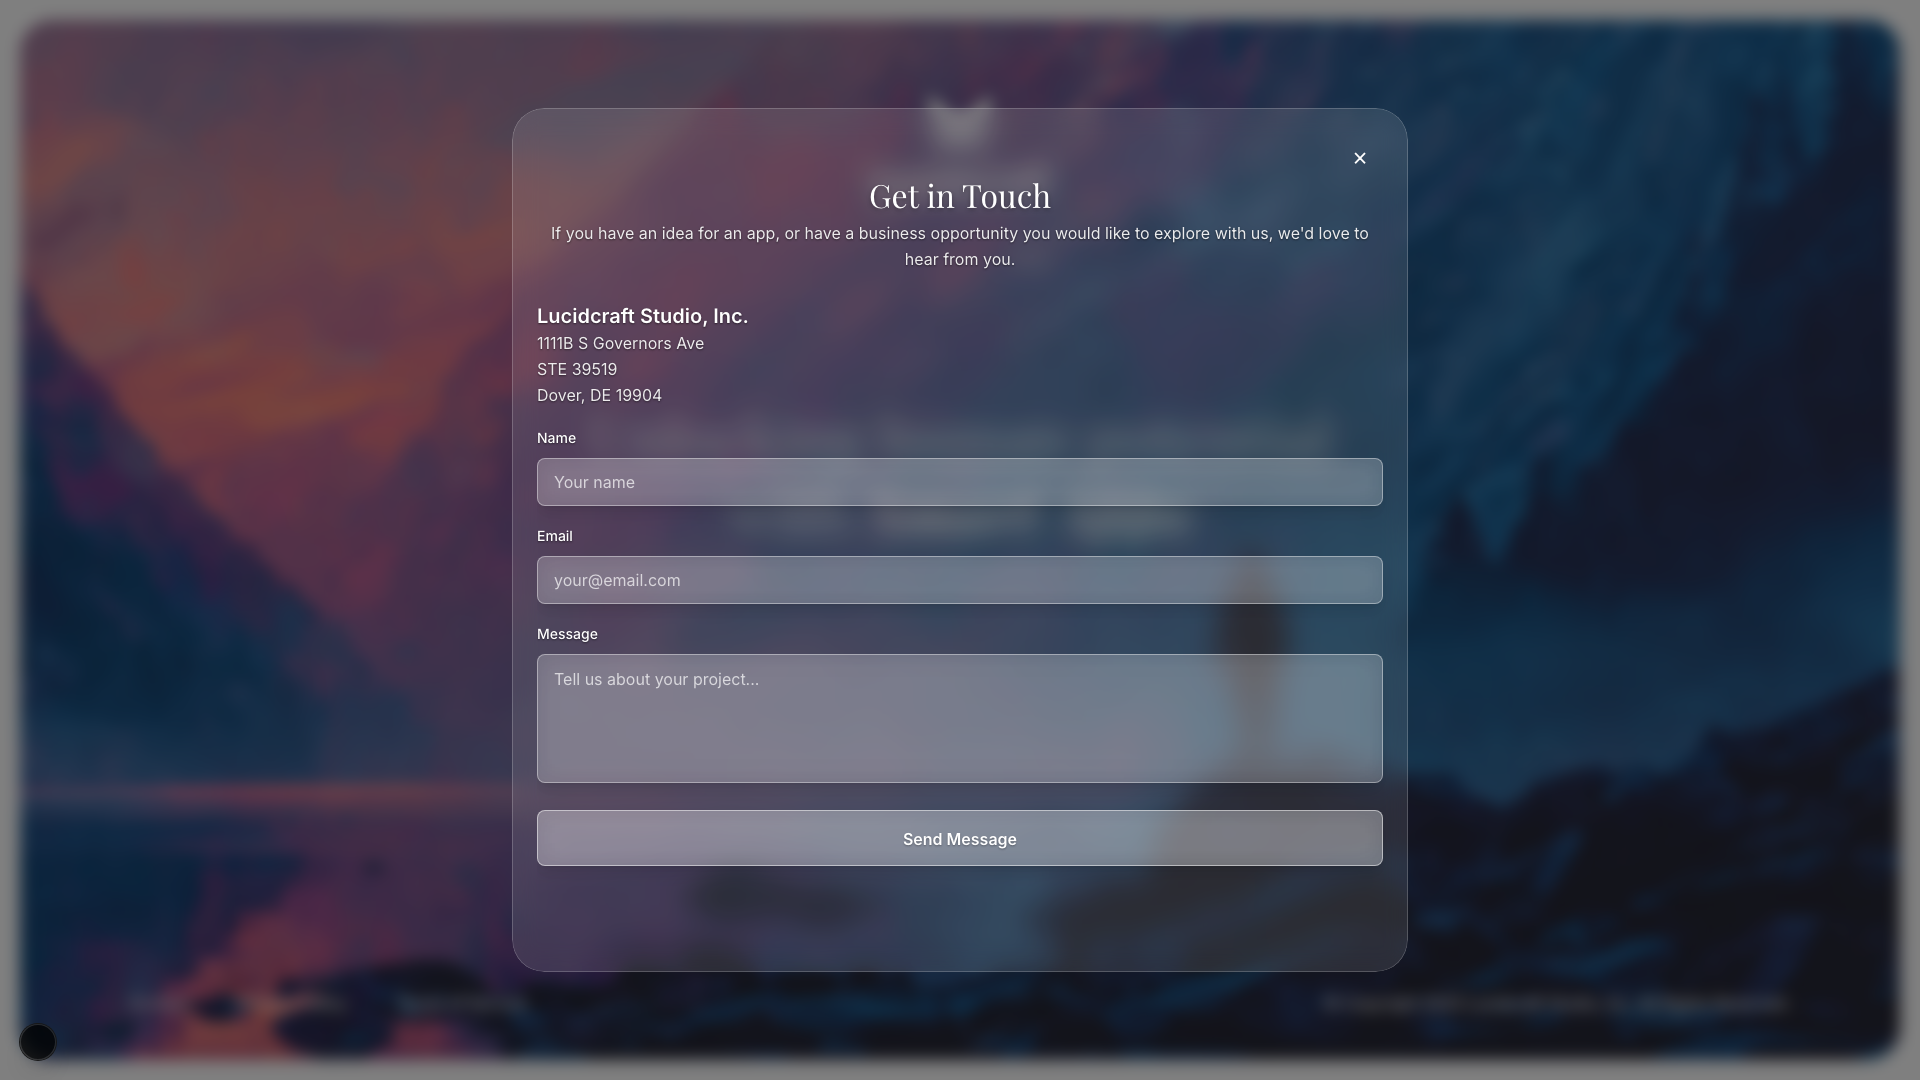 ×
Get in Touch
If you have an idea for an app, or have a business opportunity you would like to explore with us, we'd love to
hear from you.
Lucidcraft Studio, Inc.
1111B S Governors Ave
STE 39519
Dover, DE 19904
Name
Your name
Email
your@email.com
Message
Tell us about your project...
Send Message